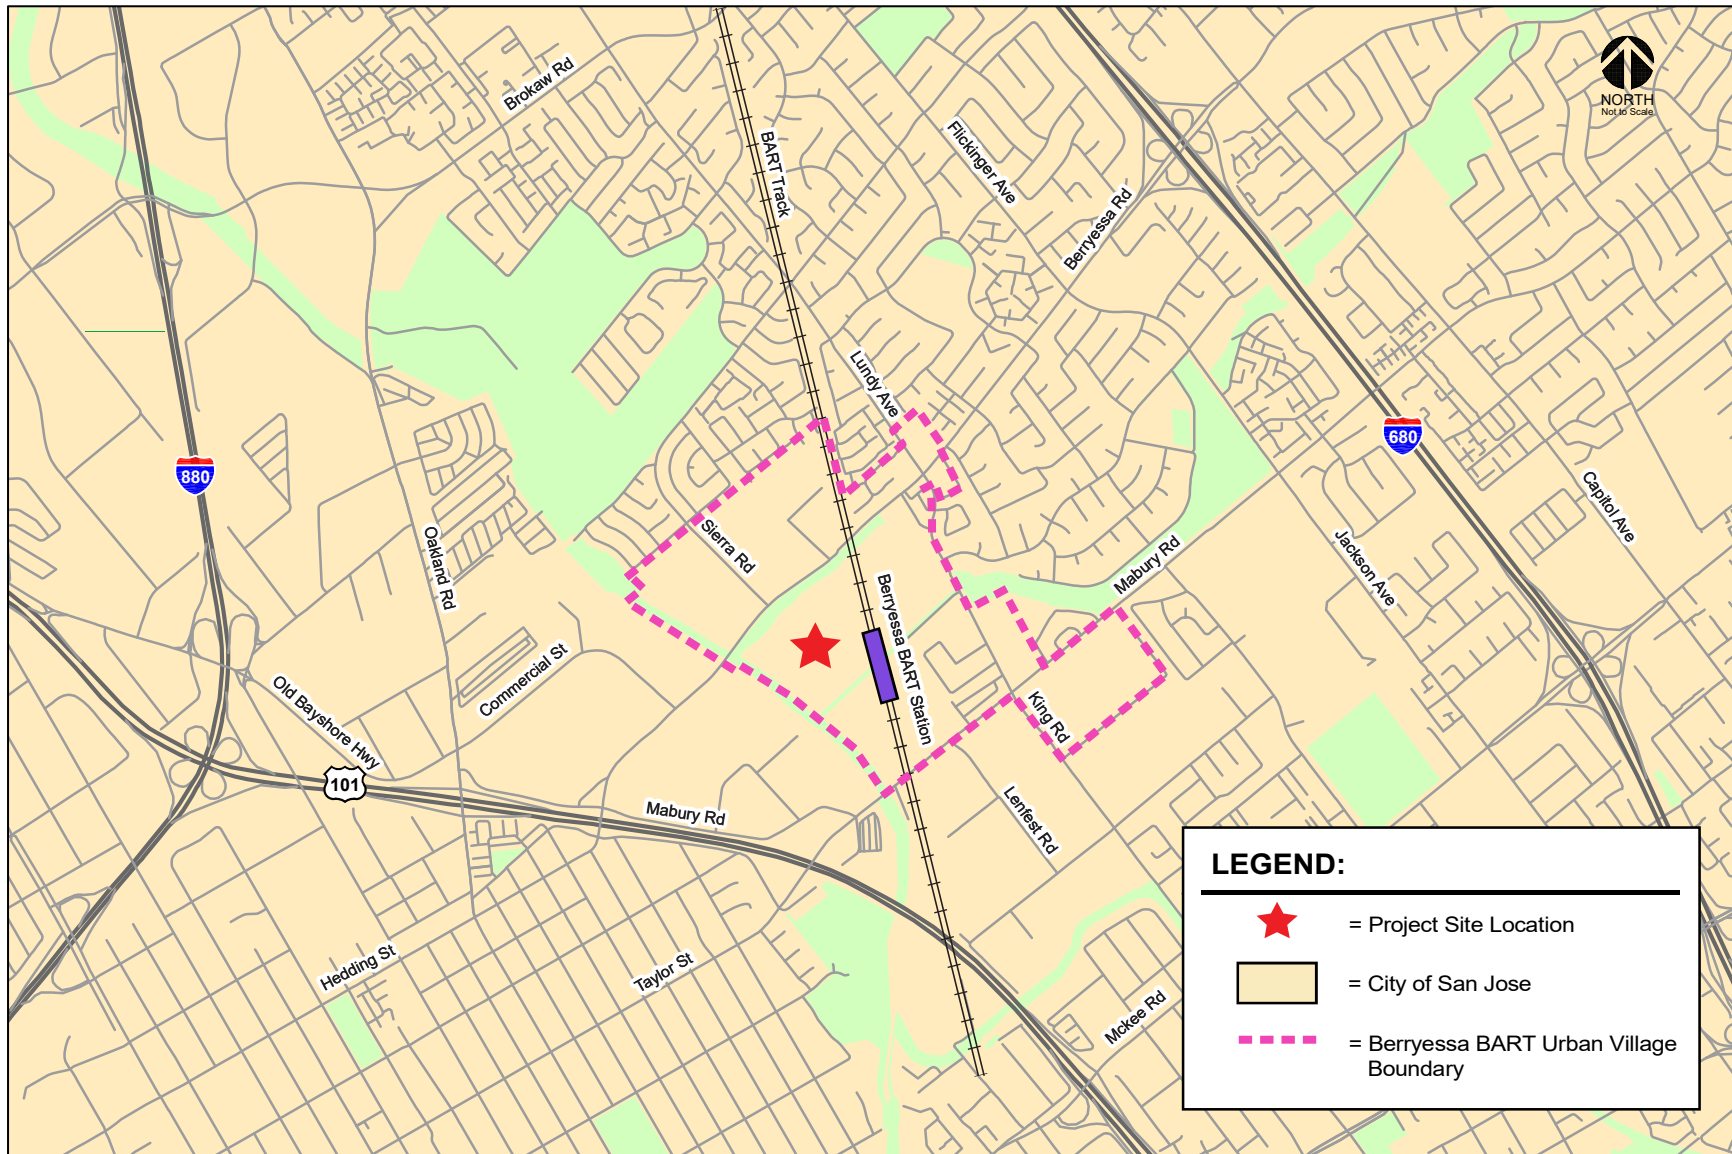 Brokaw Rd
NORTH
Not to Scale
BART Track
Flickinger Ave
Berryessa Rd
Lundy Ave
680
880
Capitol Ave
Sierra Rd
Oakland Rd
Jackson Ave
Mabury Rd
Berryessa BART Station
Commercial St
Old Bayshore Hwy
King Rd
101
Mabury Rd
Lenfest Rd
Hedding St
Taylor St
Mckee Rd
LEGEND:
= Project Site Location
= City of San Jose
= Berryessa BART Urban Village
Boundary